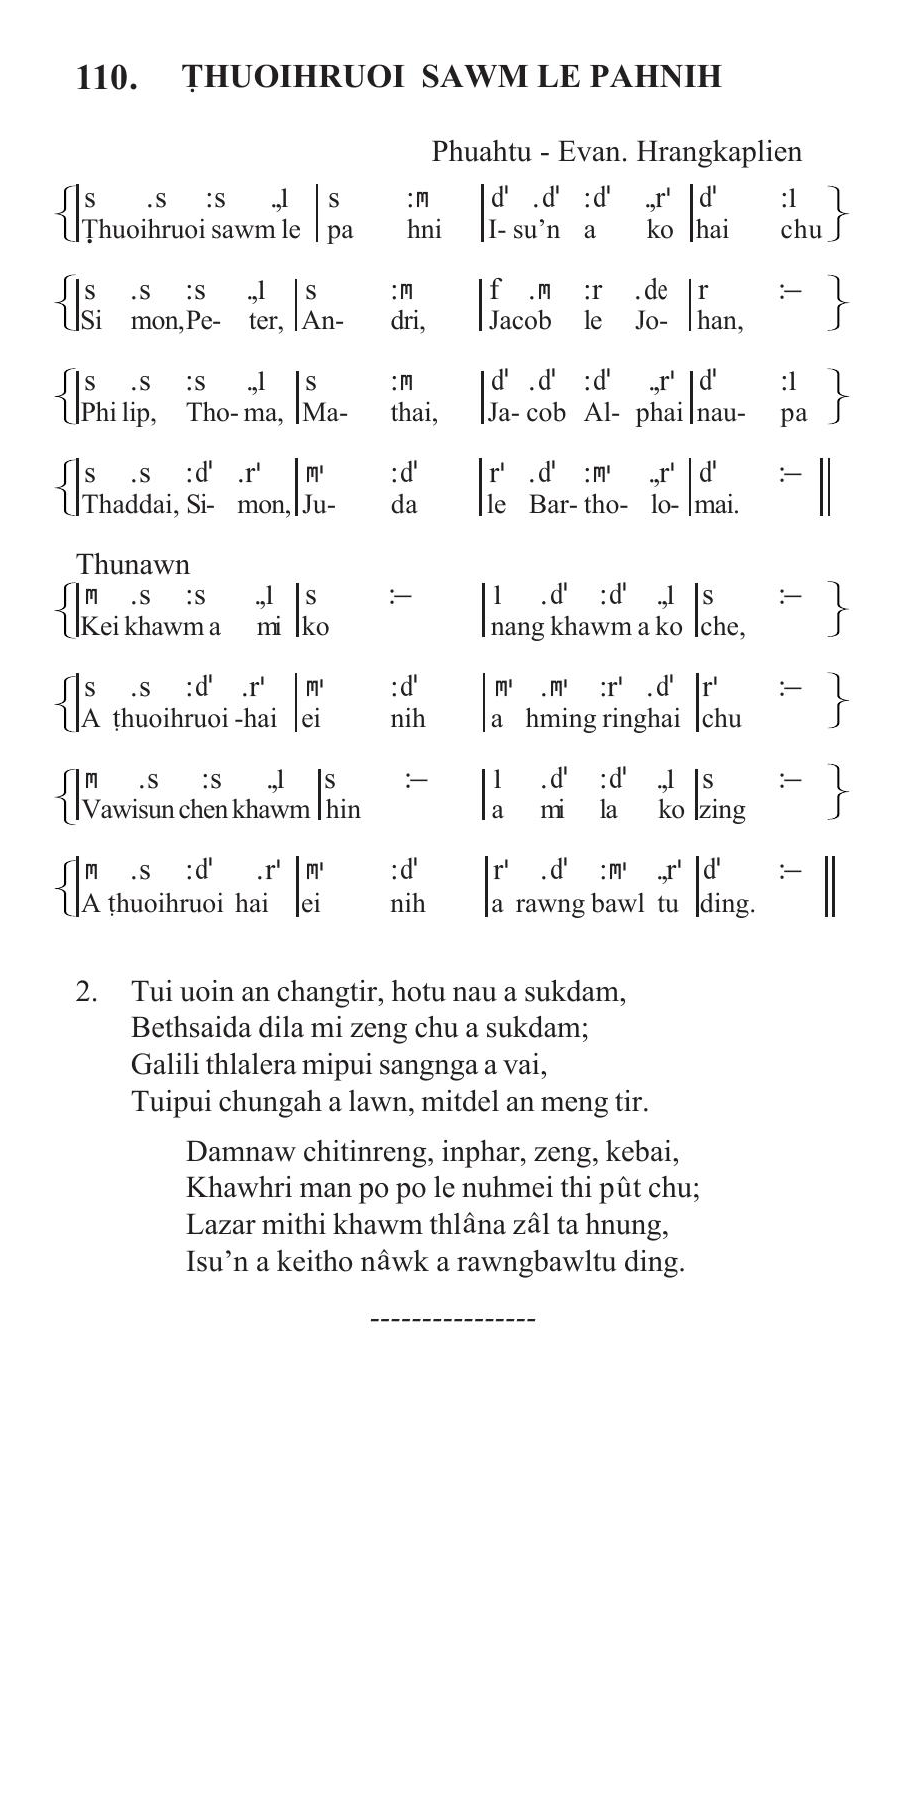 110. ṬHUOIHRUOI SAWM LE PAHNIH
Phuahtu - Evan. Hrangkaplien
{|s .s :s .,l |s :m |d' .d' :d' .,r' |d' :l }
|Ṭhuoihruoi sawm le |pa hni |I- su’n a ko |hai chu
{|s .s :s .,l |s :m |f .m :r .de |r :– }
|Si mon, Pe- ter, |An- dri, |Jacob le Jo- |han,
{|s .s :s .,l |s :m |d' .d' :d' .,r' |d' :l }
|Phi lip, Tho- ma, |Ma- thai, |Ja- cob Al- phai |nau- pa
{|s .s :d' .r' |m' :d' |r' .d' :m' .,r' |d' :– ||
|Thaddai, Si- mon, |Ju- da |le Bar- tho- lo- |mai.
Thunawn
{|m .s :s .,l |s :– |l .d' :d' .,l |s :– }
|Kei khawm a mi |ko |nang khawm a ko |che,
{|s .s :d' .r' |m' :d' |m' .m' :r' .d' |r' :– }
|A ṭhuoihruoi -hai |ei nih |a hming ringhai |chu
{|m .s :s .,l |s :– |l .d' :d' .,l |s :– }
|Vawisun chen khawm |hin |a mi la ko |zing
{|m .s :d' .r' |m' :d' |r' .d' :m' .,r' |d' :– ||
|A ṭhuoihruoi hai |ei nih |a rawng bawl tu |ding.
2. Tui uoin an changtir, hotu nau a sukdam,
Bethsaida dila mi zeng chu a sukdam;
Galili thlalera mipui sangnga a vai,
Tuipui chungah a lawn, mitdel an meng tir.
Damnaw chitinreng, inphar, zeng, kebai,
Khawhri man po po le nuhmei thi pût chu;
Lazar mithi khawm thlâna zâl ta hnung,
Isu’n a keitho nâwk a rawngbawltu ding.
----------------